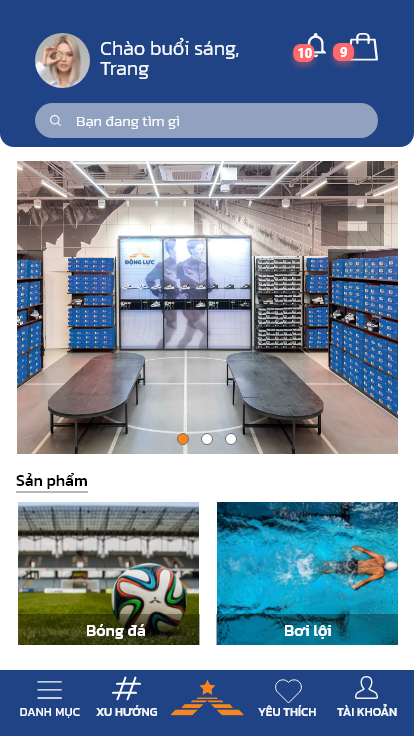 Chào buổi sáng,
Trang
10
9
Bạn đang tìm gì
ĐỘNG LỰC
Sản phẩm
Bóng đá
Bơi lội
DANH MỤC
XU HƯỚNG
YÊU THÍCH
TÀI KHOẢN